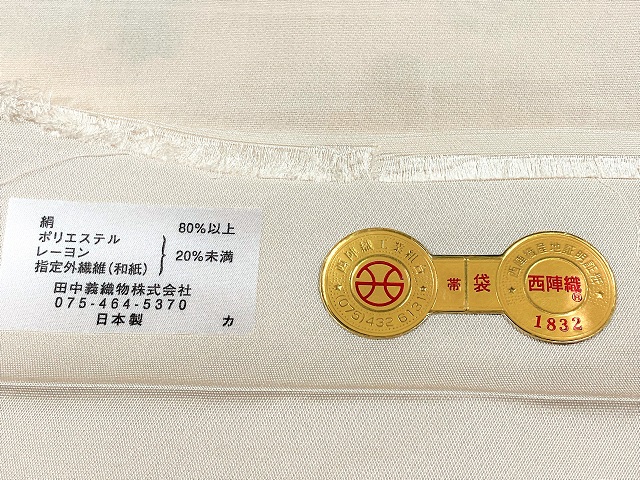 絹 80%以上
ポリエステル
レーヨン
指定外繊維(和紙)
20%未満
田中義織物株式会社
075-464-5370
日本製 カ
西陣織工業組合
(075)432-6131
帯 袋
西陣織産地証明証紙
西陣織®
1832